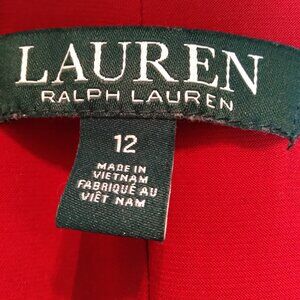 LAUREN
RALPH LAUREN
12
MADE IN
VIETNAM
FABRIQUÉ AU
VIÊT NAM